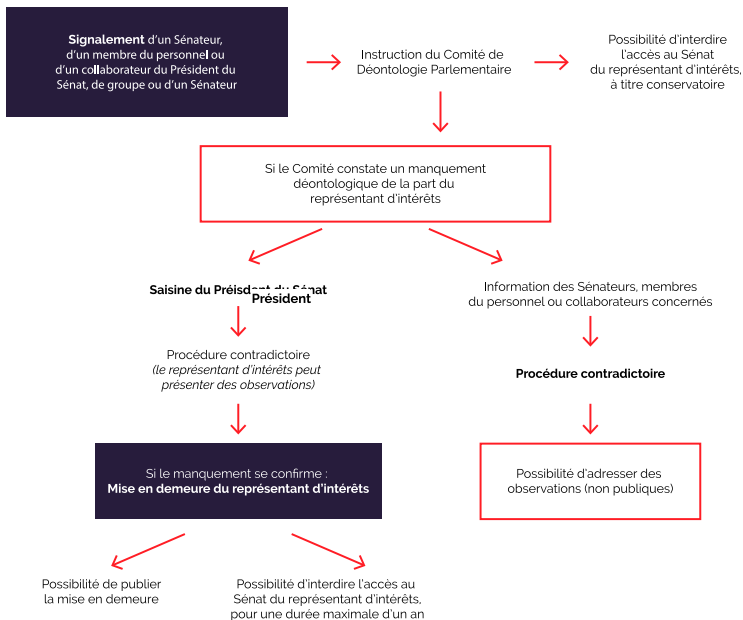 Signalement d'un Sénateur,
d'un membre du personnel ou
d'un collaborateur du Président du
Sénat, de groupe ou d'un Sénateur
Instruction du Comité de
Déontologie Parlementaire
Possibilité d'interdire
l'accès au Sénat
du représentant d'intérêts,
à titre conservatoire
Si le Comité constate un manquement
déontologique de la part du
représentant d'intérêts
Saisine du Préisdent du Sénat
Président
Information des Sénateurs, membres
du personnel ou collaborateurs concernés
Procédure contradictoire
(le représentant d'intérêts peut
présenter des observations)
Procédure contradictoire
Si le manquement se confirme :
Mise en demeure du représentant d'intérêts
Possibilité d'adresser des
observations (non publiques)
Possibilité de publier
la mise en demeure
Possibilité d'interdire l'accès au
Sénat du représentant d'intérêts,
pour une durée maximale d'un an